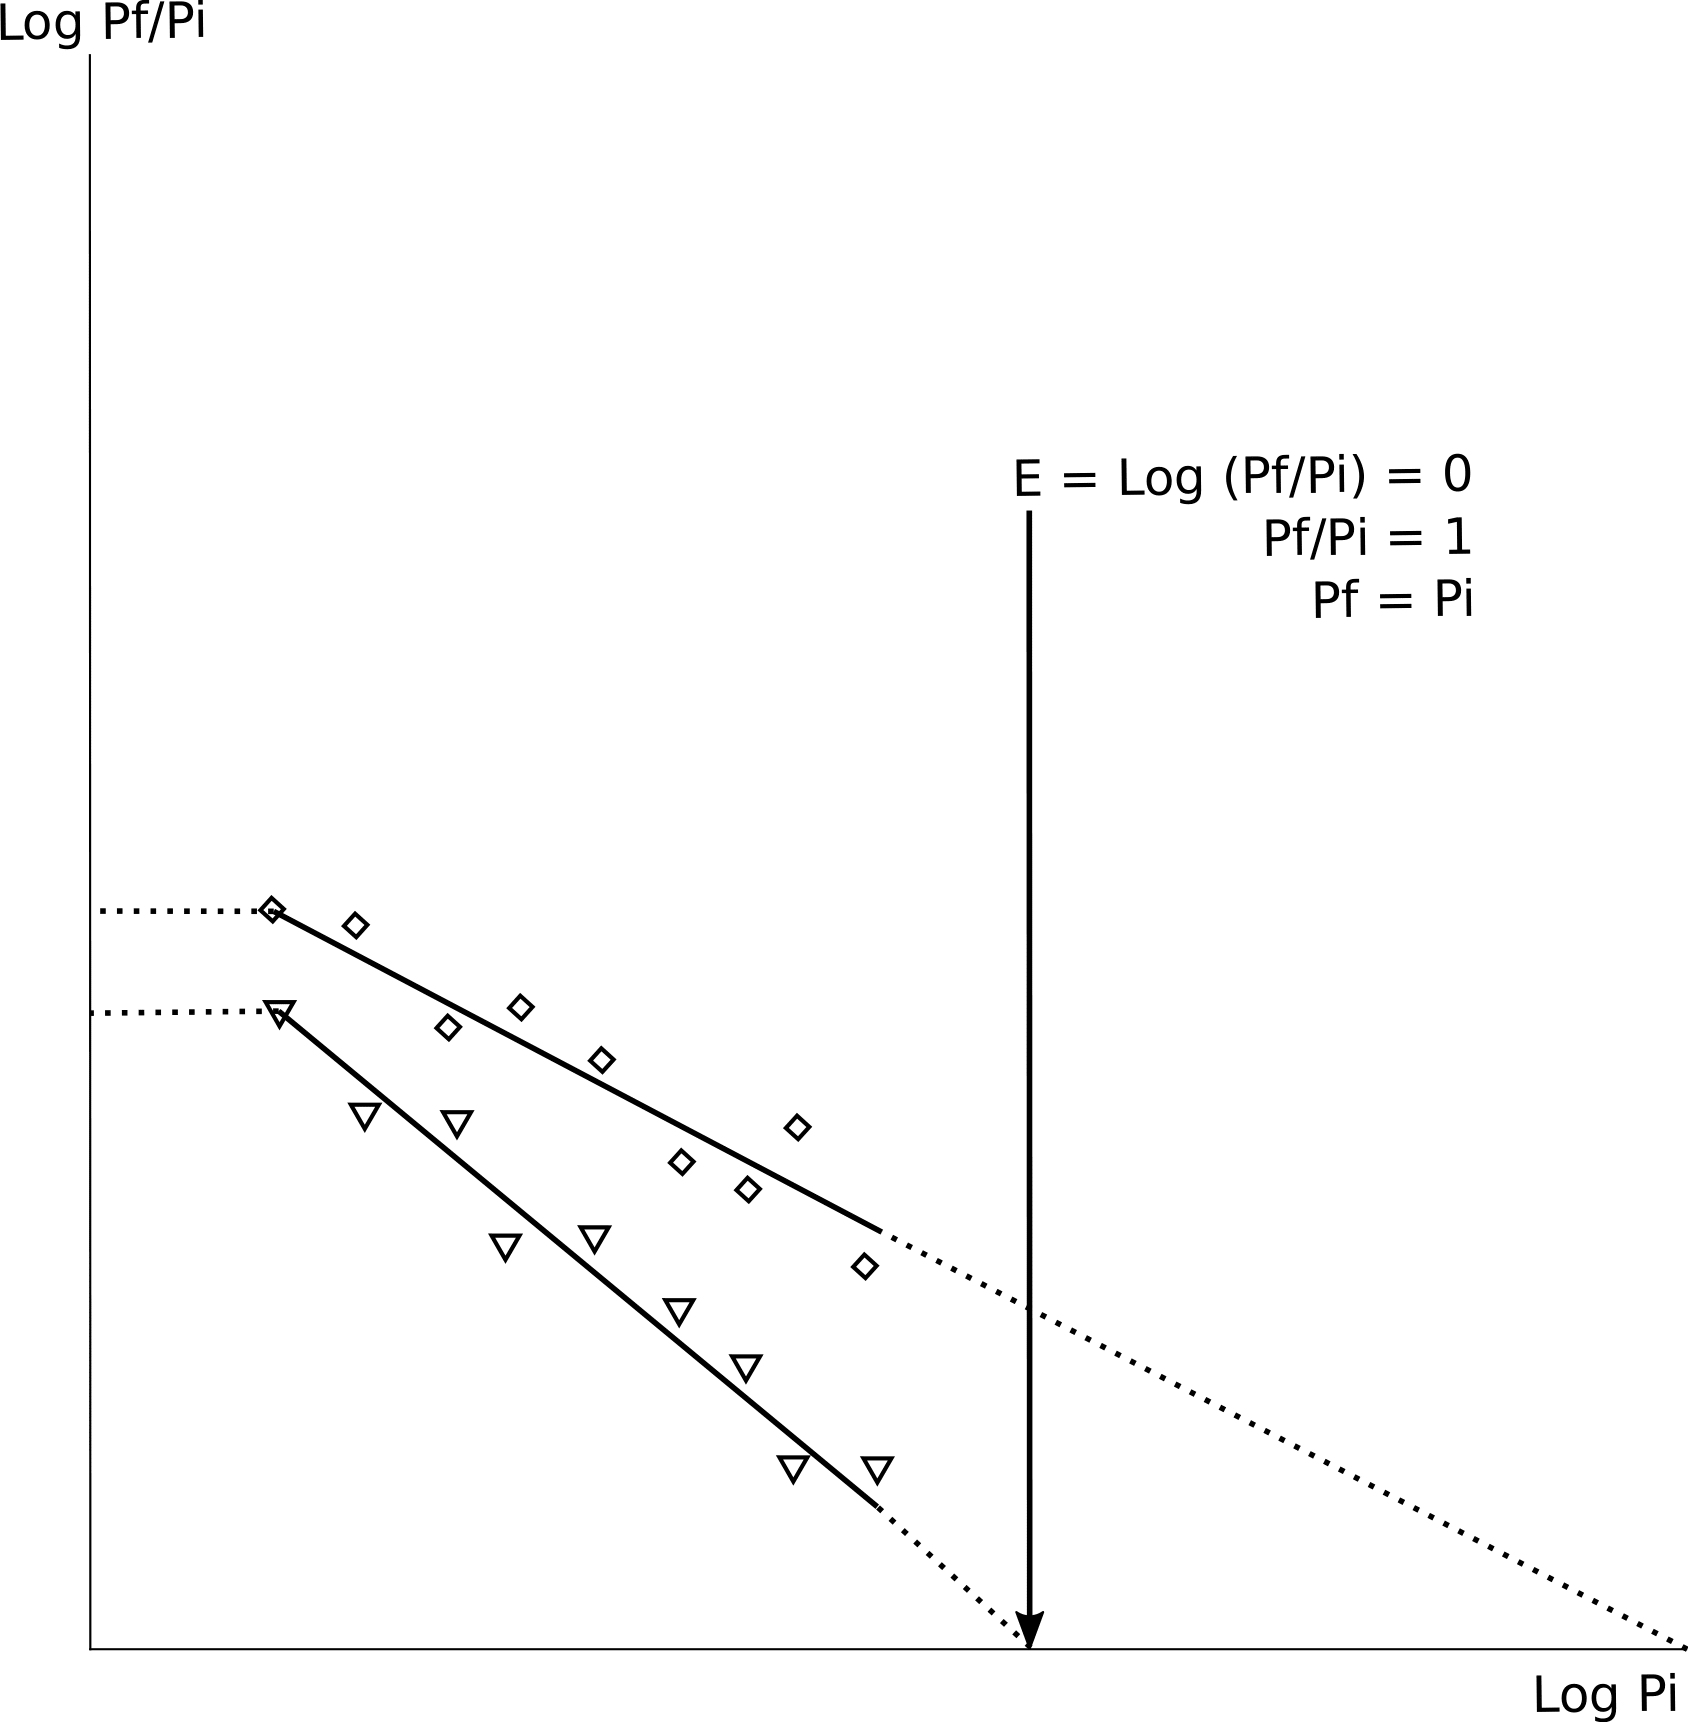 Log Pf/Pi
E = Log (Pf/Pi) = 0
Pf/Pi = 1
Pf = Pi
Log Pi